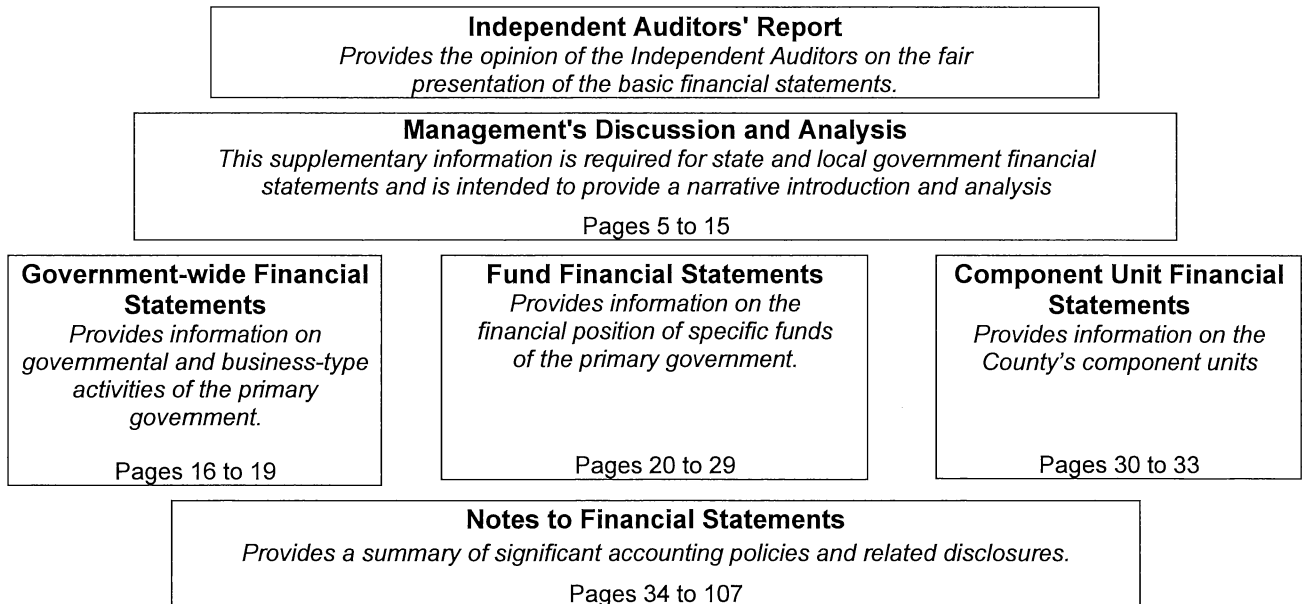 Independent Auditors' Report
Provides the opinion of the Independent Auditors on the fair
presentation of the basic financial statements.
Management's Discussion and Analysis
This supplementary information is required for state and local government financial
statements and is intended to provide a narrative introduction and analysis
Pages 5 to 15
Government-wide Financial
Statements
Provides information on
governmental and business-type
activities of the primary
government.
Pages 16 to 19
Fund Financial Statements
Provides information on the
financial position of specific funds
of the primary government.
Pages 20 to 29
Component Unit Financial
Statements
Provides information on the
County's component units
Pages 30 to 33
Notes to Financial Statements
Provides a summary of significant accounting policies and related disclosures.
Pages 34 to 107